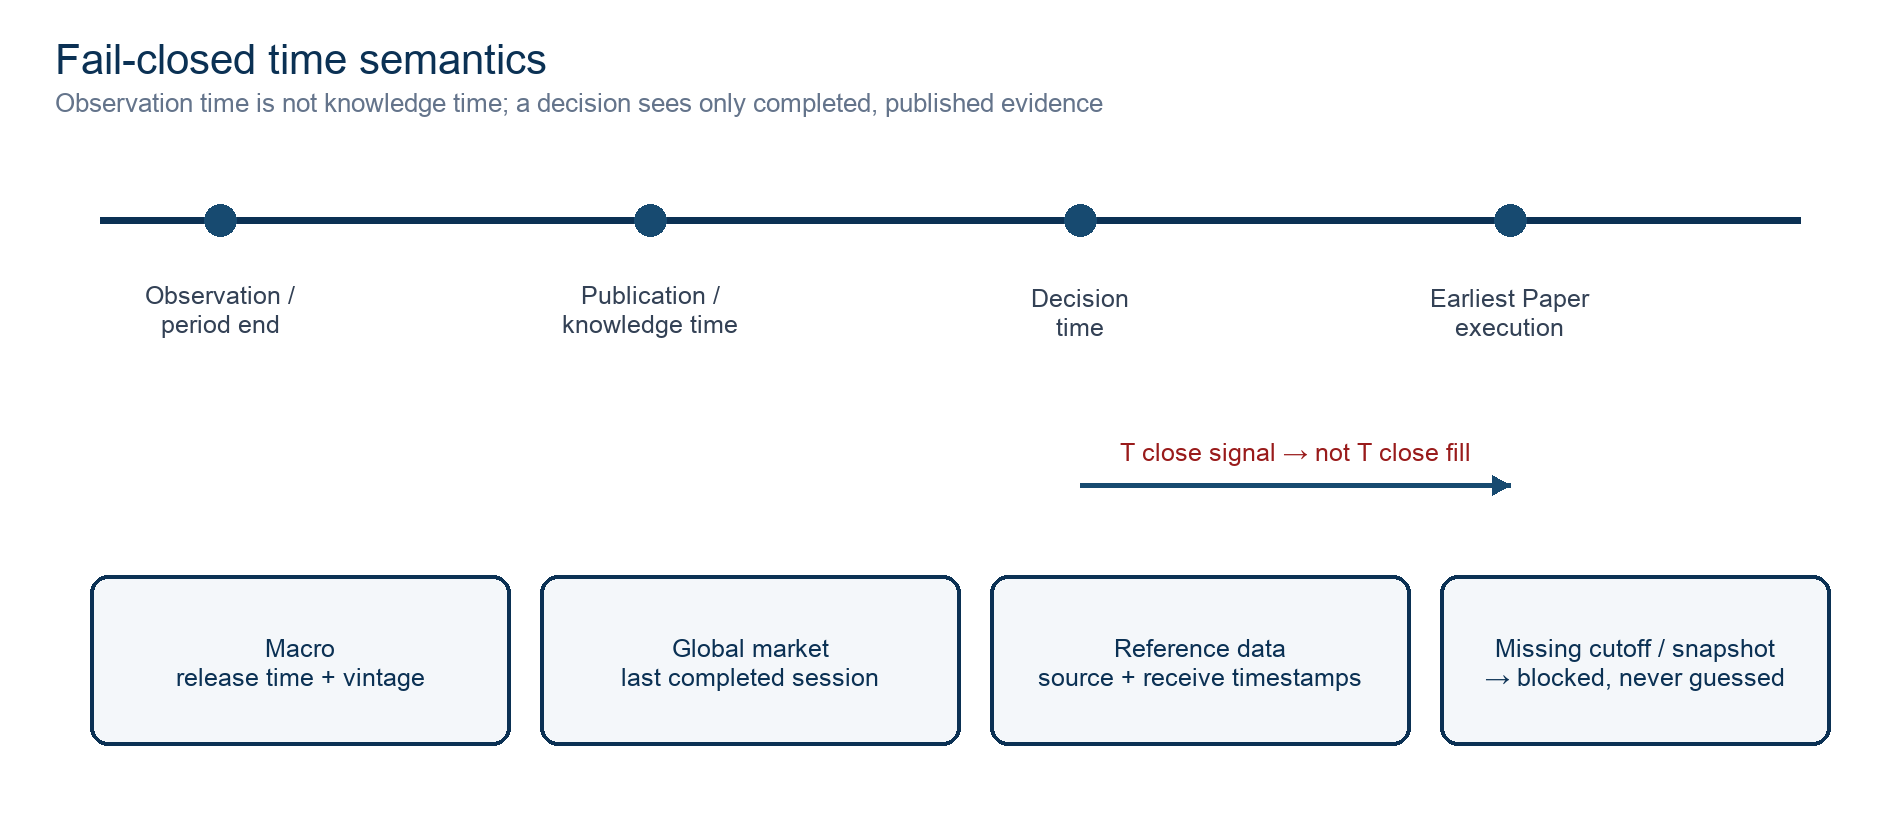 Fail-closed time semantics
Observation time is not knowledge time; a decision sees only completed, published evidence
Observation /
period end
Publication /
knowledge time
Decision
time
Earliest Paper
execution
T close signal → not T close fill
Macro
release time + vintage
Global market
last completed session
Reference data
source + receive timestamps
Missing cutoff / snapshot
→ blocked, never guessed